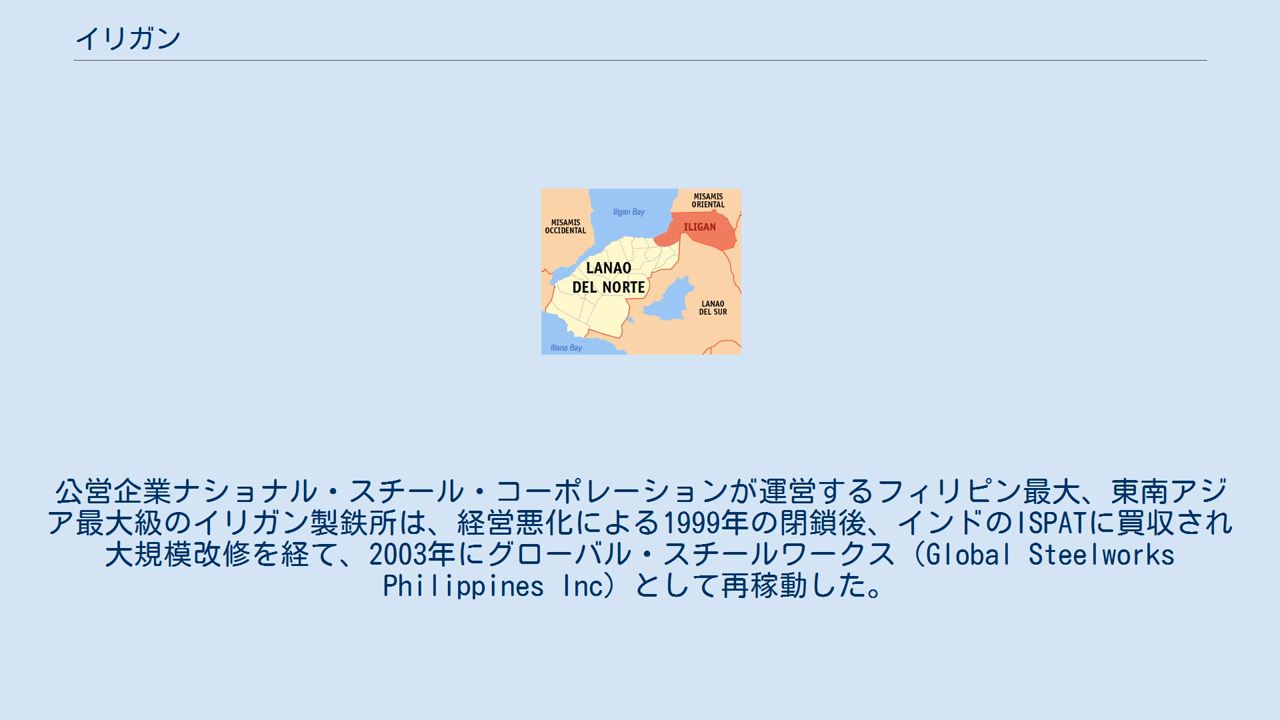 イリガン
MISAMIS
ORIENTAL
Iligan Bay
MISAMIS
OCCIDENTAL
ILIGAN
LANAO
DEL NORTE
LANAO
DEL SUR
Illana Bay
公営企業ナショナル・スチール・コーポレーションが運営するフィリピン最大、東南アジ
ア最大級のイリガン製鉄所は、経営悪化による1999年の閉鎖後、インドのISPATに買収され
大規模改修を経て、2003年にグローバル・スチールワークス（Global Steelworks
Philippines Inc）として再稼動した。